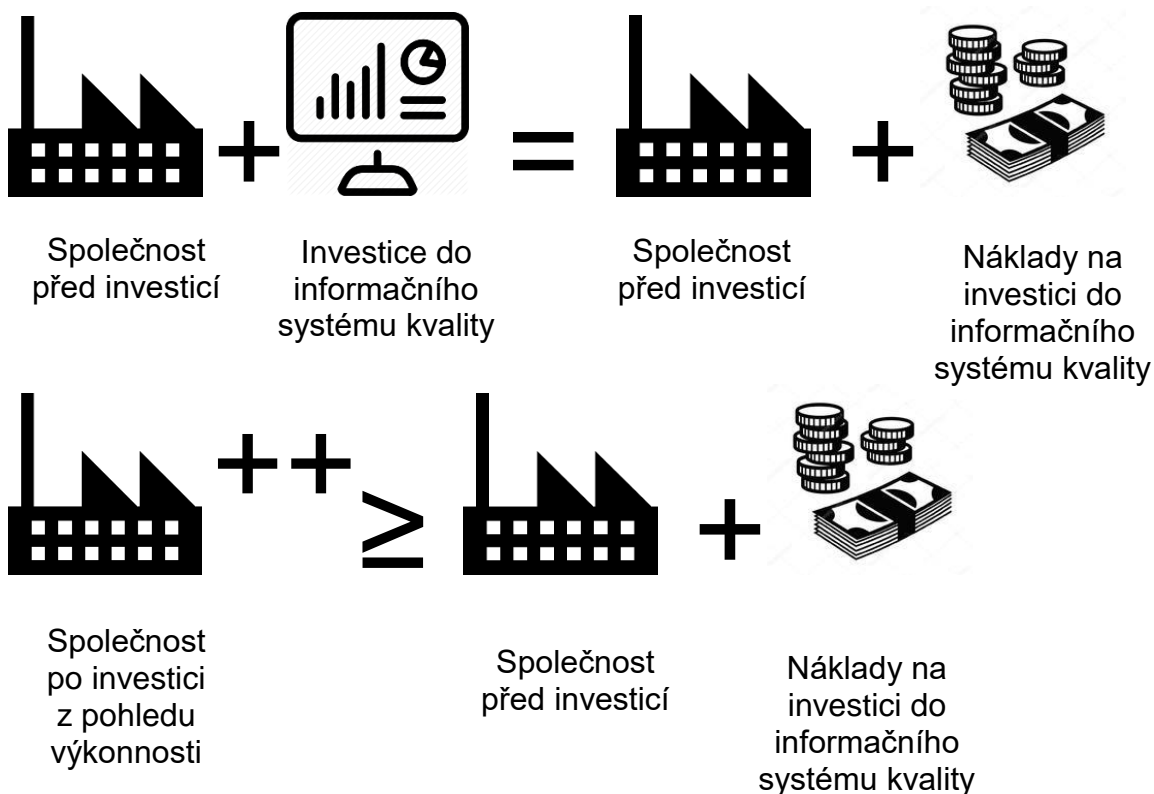 +
=
+
Společnost
před investicí
Investice do
informačního
systému kvality
Společnost
před investicí
Náklady na
investici do
informačního
systému kvality
++
≥
+
Společnost
po investici
z pohledu
výkonnosti
Společnost
před investicí
Náklady na
investici do
informačního
systému kvality